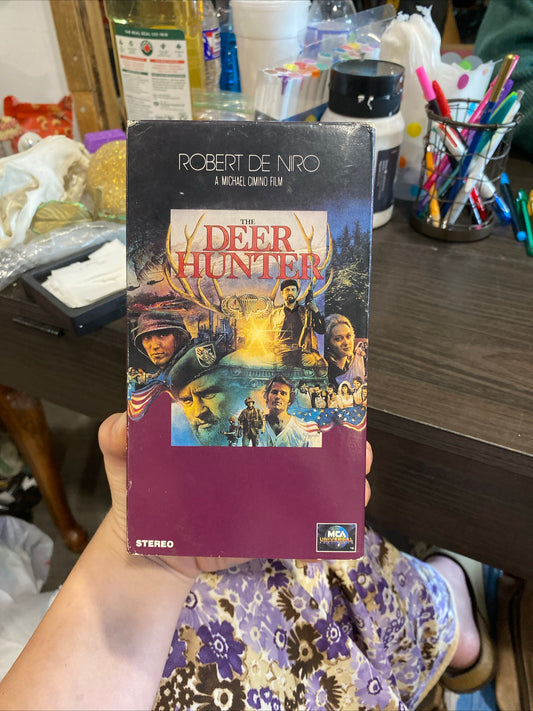 ROBERT DE NIRO
A MICHAEL CIMINO FILM
THE
DEER
HUNTER
STEREO
MCA
UNIVERSAL